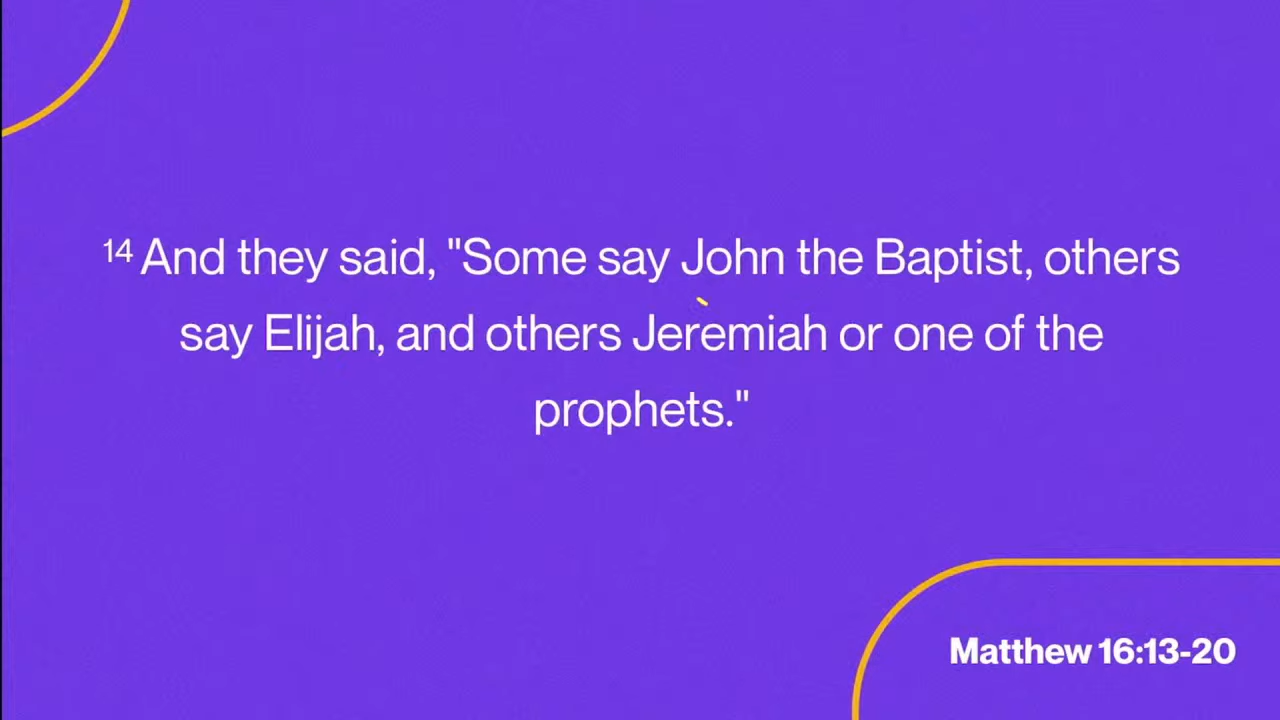 14 And they said, "Some say John the Baptist, others
say Elijah, and others Jeremiah or one of the
prophets."
Matthew 16:13-20